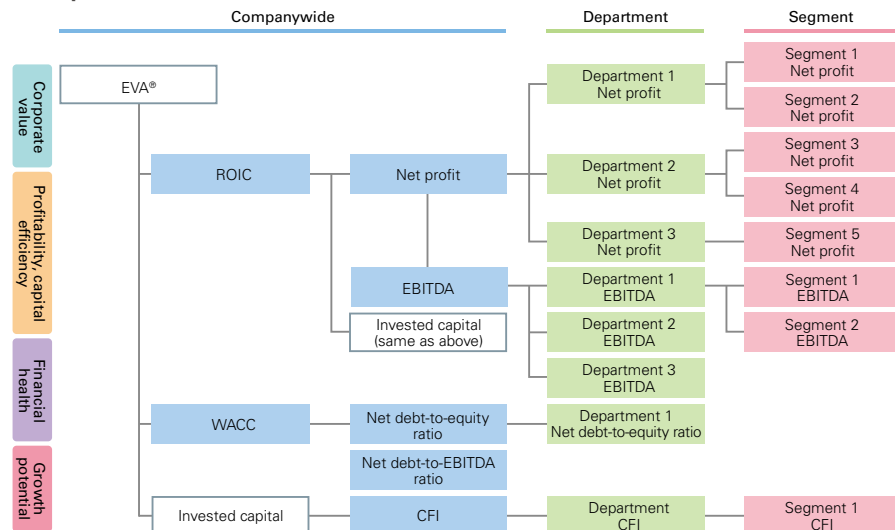 Companywide
Department
Segment
Corporate
value
Profitability, capital
efficiency
Financial
health
Growth
potential
EVA®
ROIC
Net profit
EBITDA
Invested capital
(same as above)
WACC
Net debt-to-equity
ratio
Net debt-to-EBITDA
ratio
Invested capital
CFI
Department 1
Net profit
Department 2
Net profit
Department 3
Net profit
Department 1
EBITDA
Department 2
EBITDA
Department 3
EBITDA
Department 1
Net debt-to-equity ratio
Department
CFI
Segment 1
Net profit
Segment 2
Net profit
Segment 3
Net profit
Segment 4
Net profit
Segment 5
Net profit
Segment 1
EBITDA
Segment 2
EBITDA
Segment 1
CFI